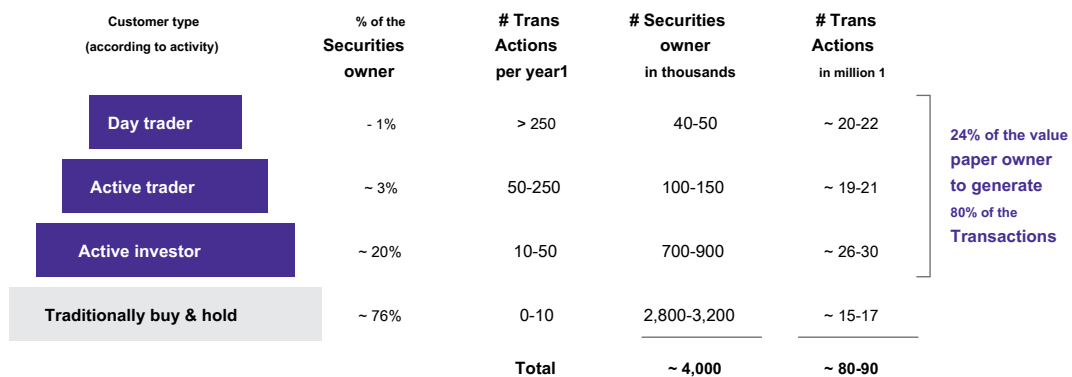 Customer type
(according to activity)
% of the
Securities
owner
# Trans
Actions
per year1
# Securities
owner
in thousands
# Trans
Actions
in million 1
Day trader
- 1%
> 250
40-50
~ 20-22
Active trader
~ 3%
50-250
100-150
~ 19-21
Active investor
~ 20%
10-50
700-900
~ 26-30
Traditionally buy & hold
~ 76%
0-10
2,800-3,200
~ 15-17
Total
~ 4,000
~ 80-90
24% of the value
paper owner
to generate
80% of the
Transactions